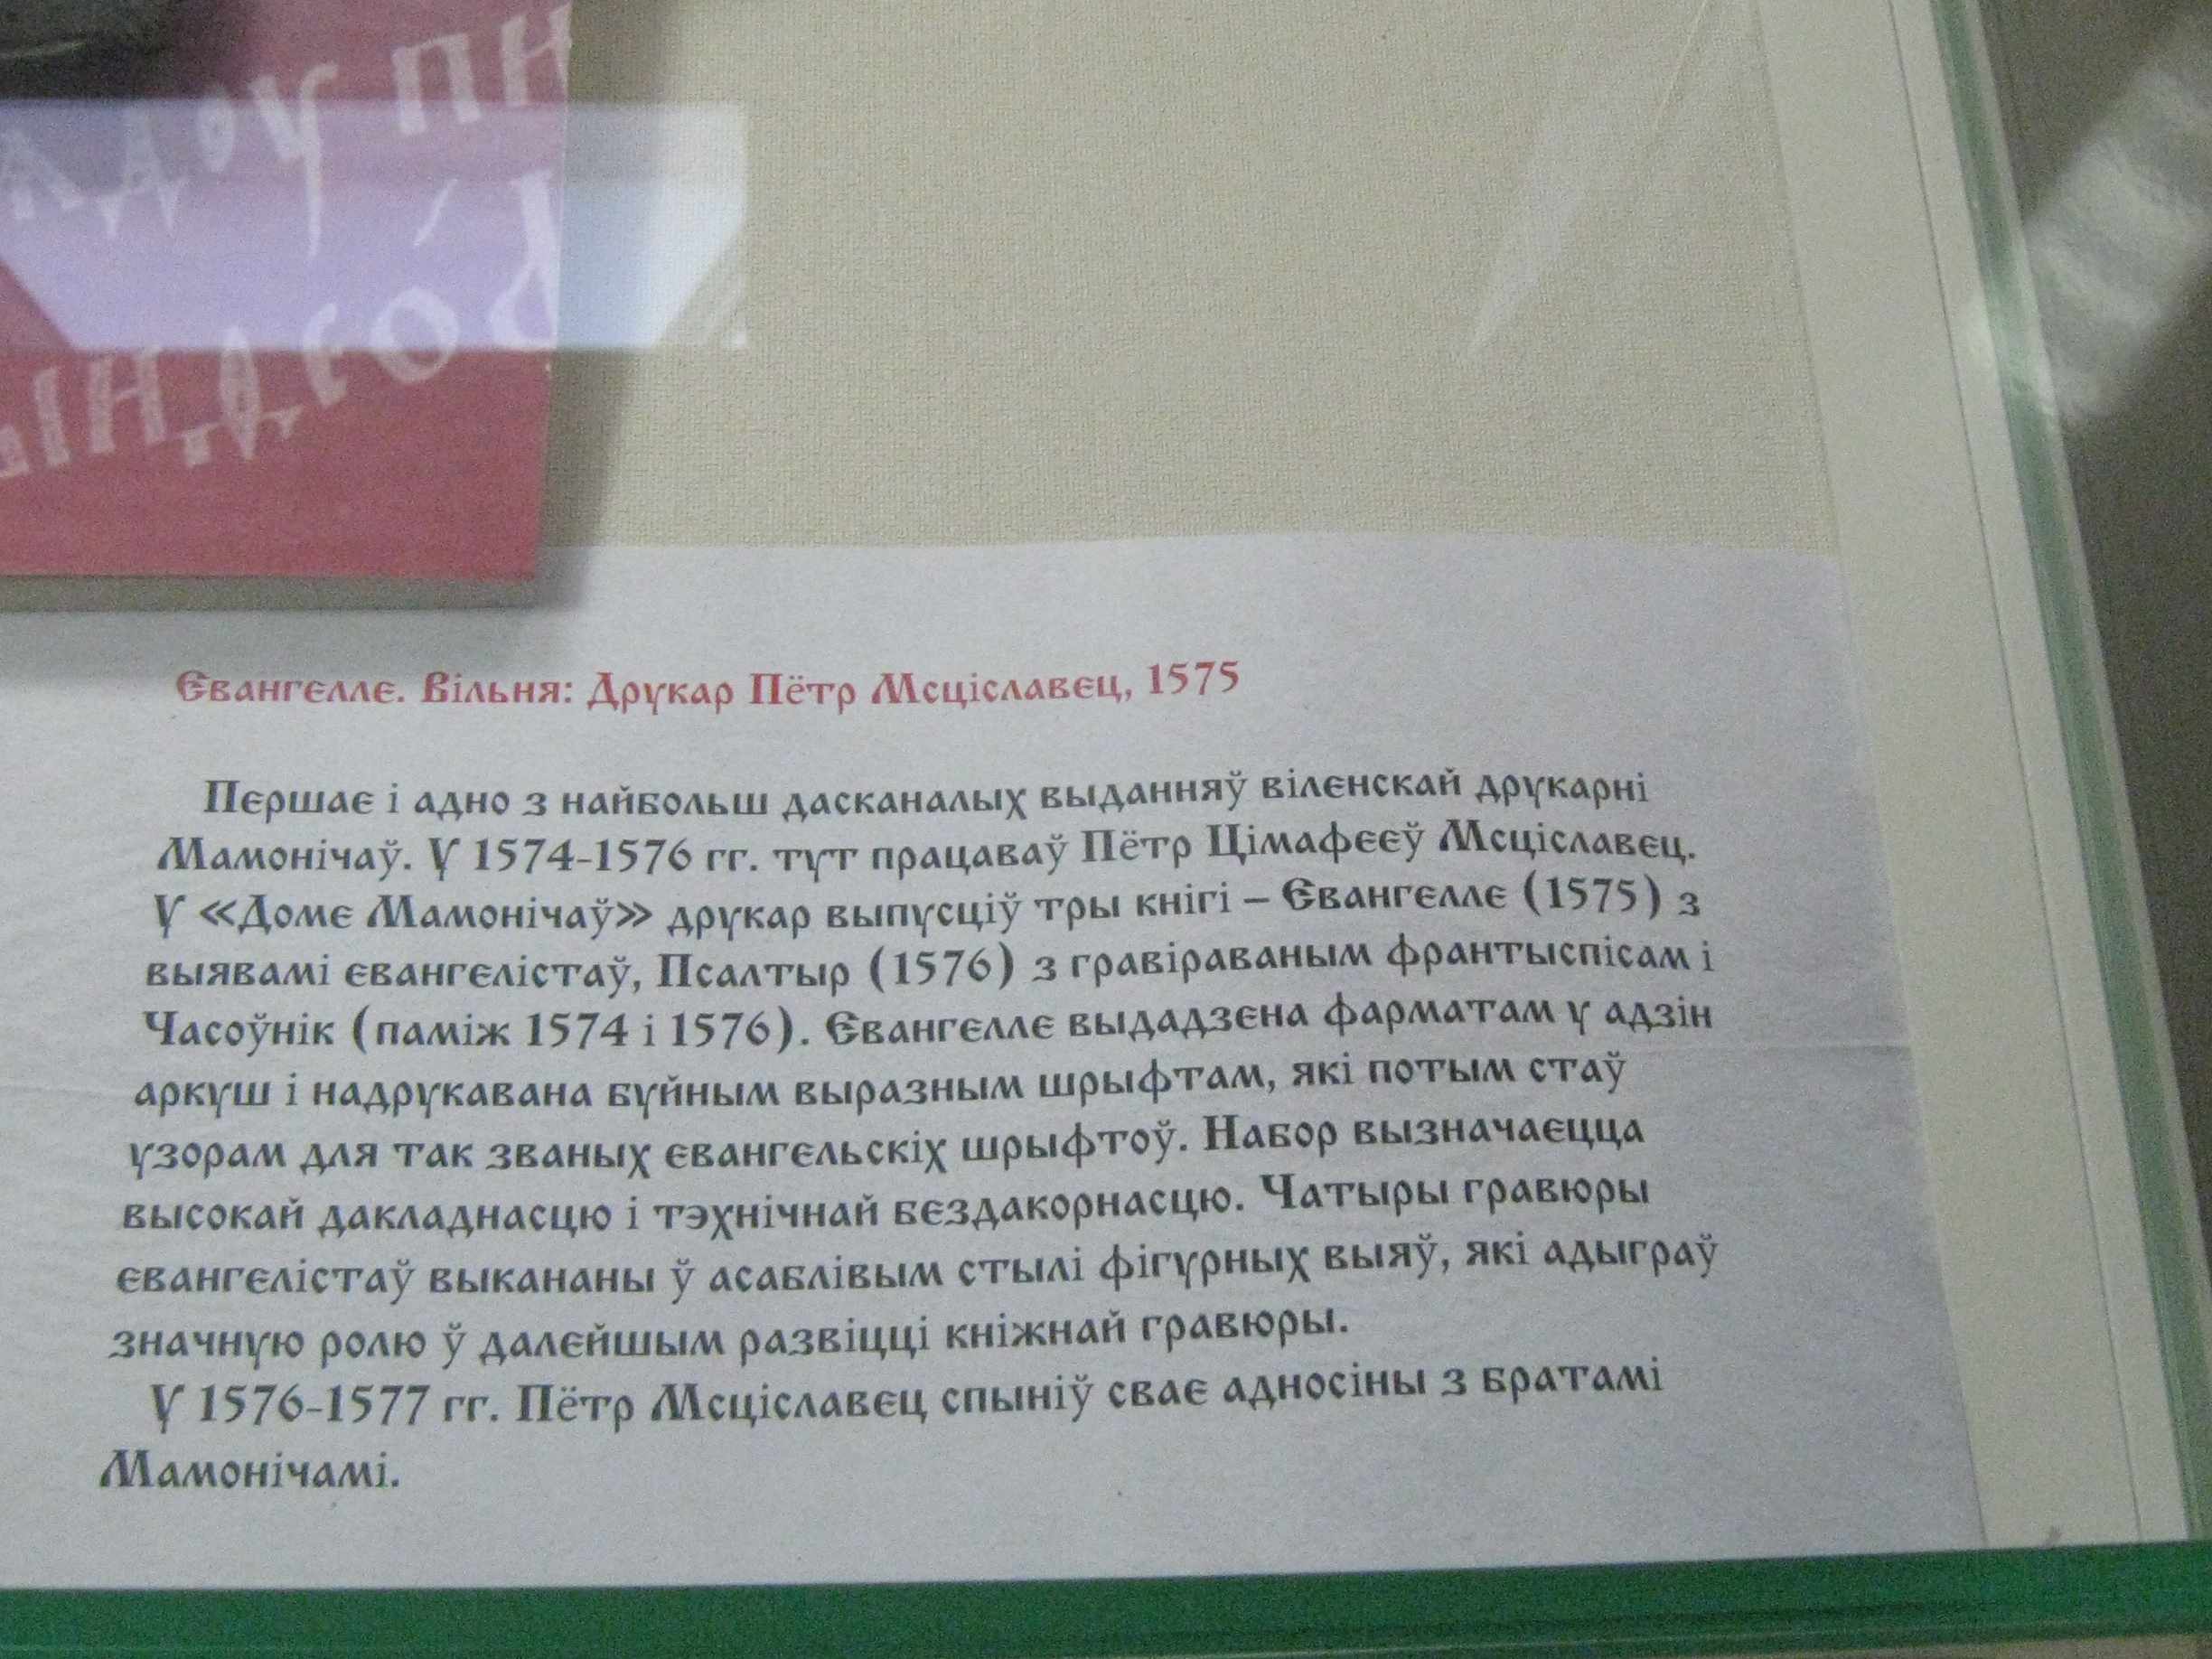 Евангелле. Вільня: Друкар Пётр Мсціславец, 1575
Першае і адно з найбольш дасканалых выданняў віленскай друкарні
Мамонічаў. У 1574-1576 гг. тут працаваў Пётр Цімафееў Мсціславец.
У «Доме Мамонічаў» друкар выпусціў тры кнігі – Евангелле (1575) з
выявамі евангелістаў, Псалтыр (1576) з гравіраваным франтыспісам і
Часоўнік (паміж 1574 і 1576). Евангелле выдадзена фарматам у адзін
аркуш і надрукавана буйным выразным шрыфтам, які потым стаў
узорам для так званых евангельскіх шрыфтоў. Набор вызначаецца
высокай дакладнасцю і тэхнічнай бездакорнасцю. Чатыры гравюры
евангелістаў выкананы ў асаблівым стылі фігурных выяў, які адыграў
значную ролю ў далейшым развіцці кніжнай гравюры.
У 1576-1577 гг. Пётр Мсціславец спыніў свае адносіны з братамі
Мамонічамі.